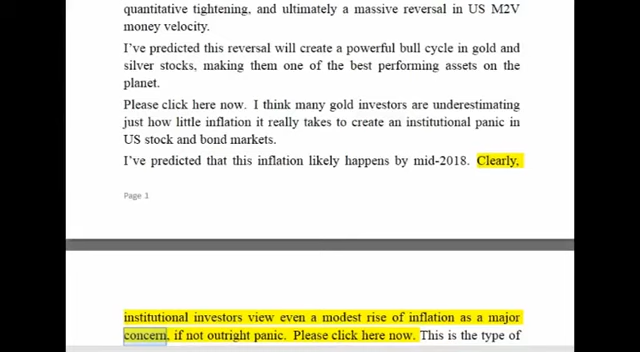 quantitative tightening, and ultimately a massive reversal in US M2V
money velocity.
I've predicted this reversal will create a powerful bull cycle in gold and
silver stocks, making them one of the best performing assets on the
planet.
Please click here now. I think many gold investors are underestimating
just how little inflation it really takes to create an institutional panic in
US stock and bond markets.
I've predicted that this inflation likely happens by mid-2018. Clearly,
Page 1
institutional investors view even a modest rise of inflation as a major
concern, if not outright panic. Please click here now. This is the type of